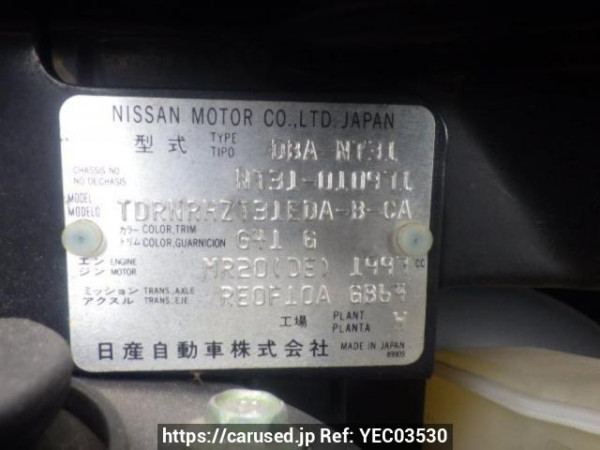 NISSAN MOTOR CO.,LTD. JAPAN
型式 TYPE TIPO DBA-NT31
CHASSIS NO NO DE CHASIS NT31-010971
MODEL MODELO TDRNRHZT31EDA-B-CA
カラー COLOR,TRIM
トリム COLOR,GUARNICION G41 G
エンジン ENGINE MOTOR MR20(DE) 1997 cc
ミッション TRANS.AXLE
アクスル TRANS.EJE RE0F10A GB64
工場 PLANT PLANTA
日産自動車株式会社 MADE IN JAPAN
https://carused.jp Ref: YEC03530